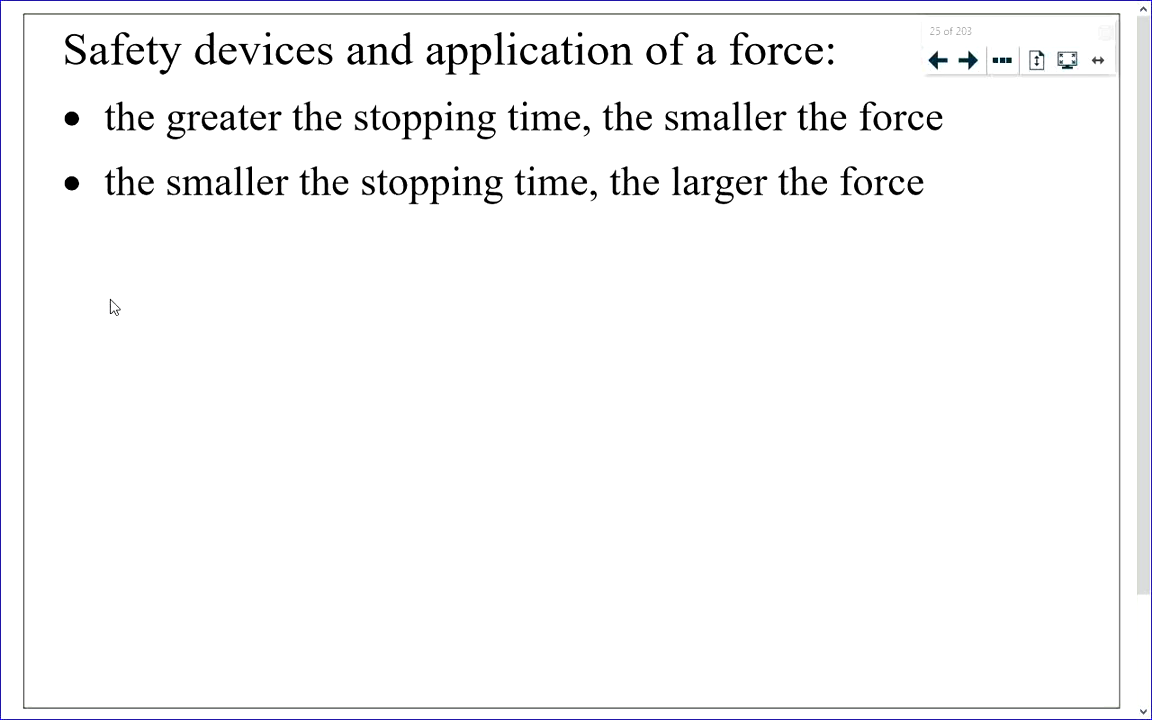 Safety devices and application of a force:
25 of 203
• the greater the stopping time, the smaller the force
• the smaller the stopping time, the larger the force